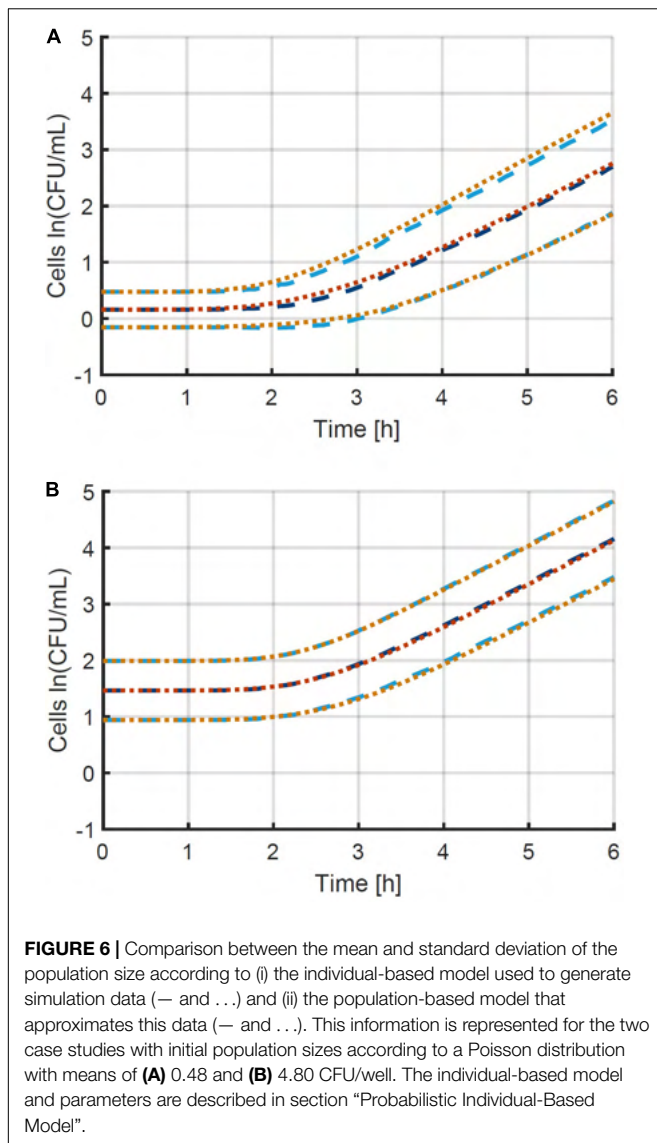 A
5
4
3
2
1
0
-1
Cells ln(CFU/mL)
0 1 2 3 4 5 6
Time [h]
B
5
4
3
2
1
0
-1
Cells ln(CFU/mL)
0 1 2 3 4 5 6
Time [h]
FIGURE 6 | Comparison between the mean and standard deviation of the
population size according to (i) the individual-based model used to generate
simulation data (— and . . .) and (ii) the population-based model that
approximates this data (— and . . .). This information is represented for the two
case studies with initial population sizes according to a Poisson distribution
with means of (A) 0.48 and (B) 4.80 CFU/well. The individual-based model
and parameters are described in section “Probabilistic Individual-Based
Model”.